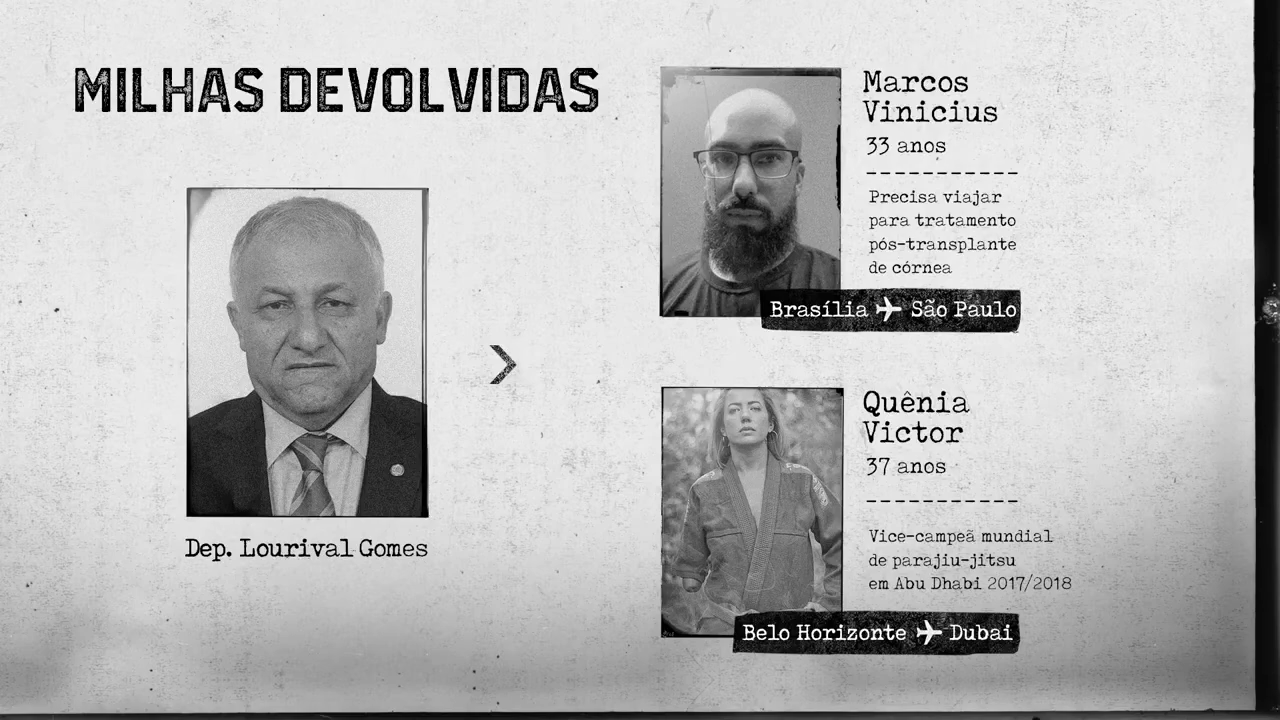 MILHAS DEVOLVIDAS
Dep. Lourival Gomes
Marcos
Vinicius
33 anos
Precisa viajar
para tratamento
pós-transplante
de córnea
Brasília São Paulo
Quênia
Victor
37 anos
Vice-campeã mundial
de parajiu-jitsu
em Abu Dhabi 2017/2018
Belo Horizonte Dubai